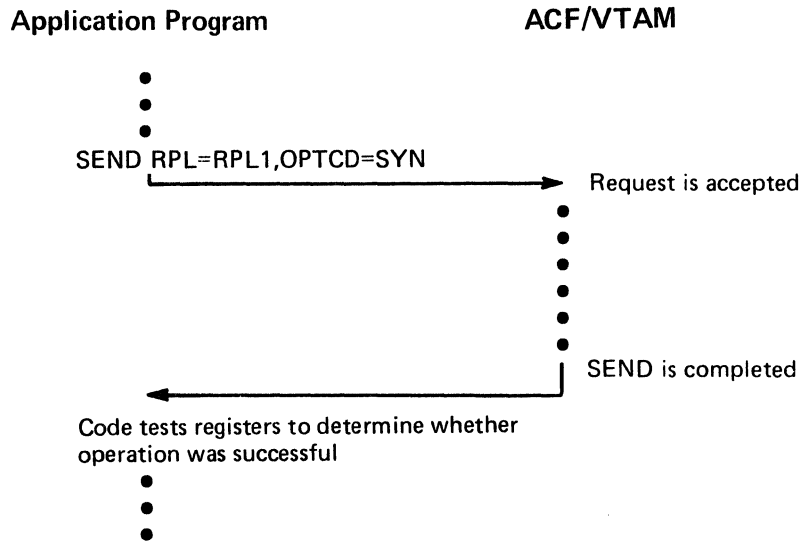 Application Program
ACF/VTAM
SEND RPL=RPL1,OPTCD=SYN
Request is accepted
SEND is completed
Code tests registers to determine whether
operation was successful